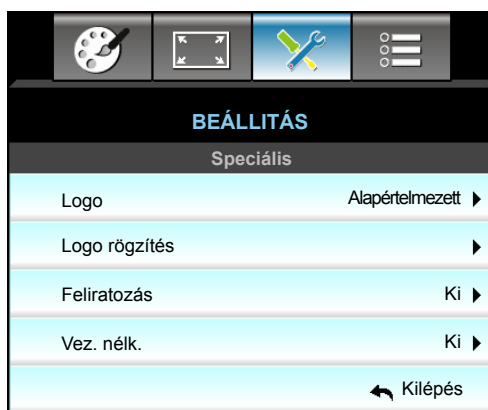 BEÁLLITÁS
Speciális
Logo Alapértelmezett
Logo rögzítés
Feliratozás Ki
Vez. nélk. Ki
Kilépés